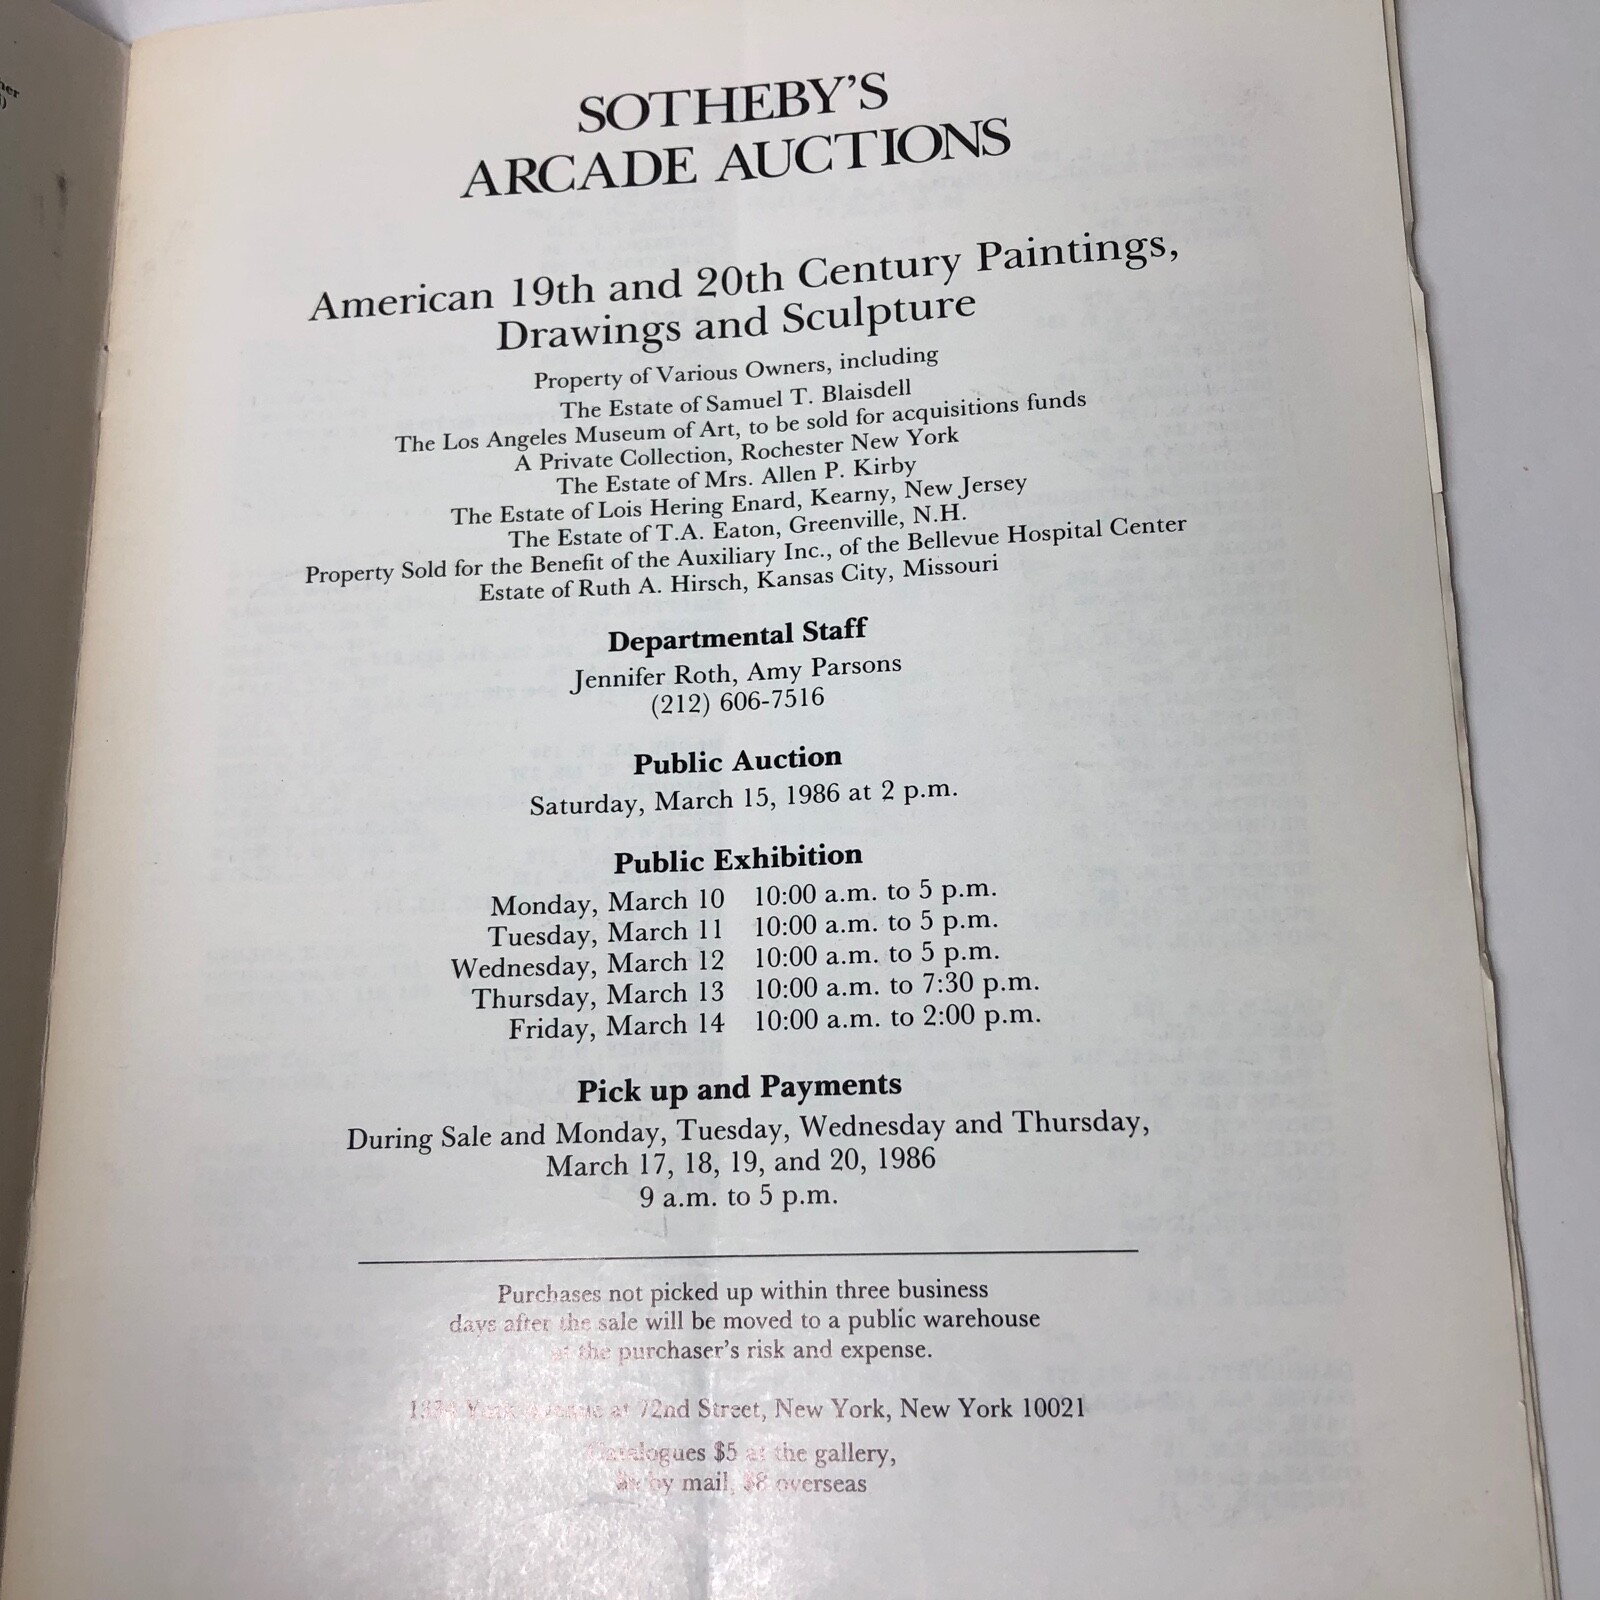 SOTHEBY'S
ARCADE AUCTIONS
American 19th and 20th Century Paintings,
Drawings and Sculpture
Property of Various Owners, including
The Estate of Samuel T. Blaisdell
The Los Angeles Museum of Art, to be sold for acquisitions funds
A Private Collection, Rochester New York
The Estate of Mrs. Allen P. Kirby
The Estate of Lois Hering Enard, Kearny, New Jersey
The Estate of T.A. Eaton, Greenville, N.H.
Property Sold for the Benefit of the Auxiliary Inc., of the Bellevue Hospital Center
Estate of Ruth A. Hirsch, Kansas City, Missouri
Departmental Staff
Jennifer Roth, Amy Parsons
(212) 606-7516
Public Auction
Saturday, March 15, 1986 at 2 p.m.
Public Exhibition
Monday, March 10 10:00 a.m. to 5 p.m.
Tuesday, March 11 10:00 a.m. to 5 p.m.
Wednesday, March 12 10:00 a.m. to 5 p.m.
Thursday, March 13 10:00 a.m. to 7:30 p.m.
Friday, March 14 10:00 a.m. to 2:00 p.m.
Pick up and Payments
During Sale and Monday, Tuesday, Wednesday and Thursday,
March 17, 18, 19, and 20, 1986
9 a.m. to 5 p.m.
Purchases not picked up within three business
days after the sale will be moved to a public warehouse
at the purchaser's risk and expense.
York Avenue at 72nd Street, New York, New York 10021
Catalogues $5 at the gallery,
by mail, $8 overseas